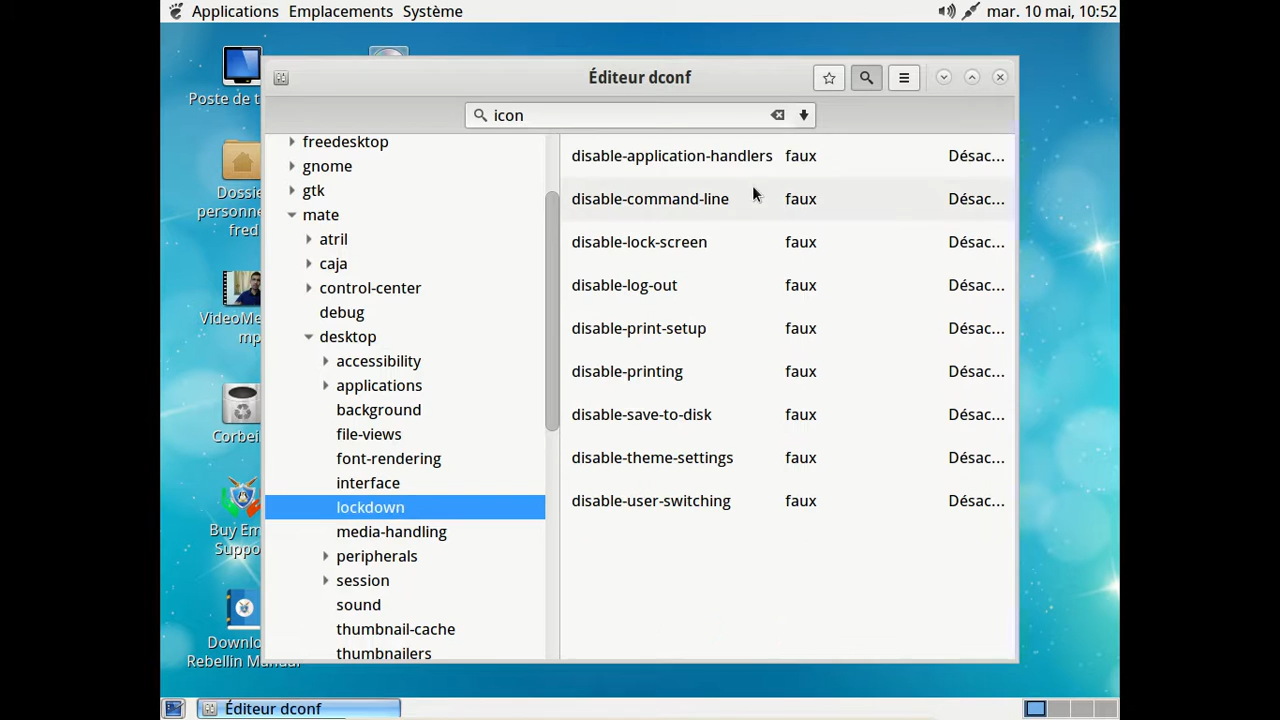 Applications Emplacements Système mar. 10 mai, 10:52
Poste de t
Dossie
personne
fred
VideoMe
mp
Corbei
Buy Em
Suppo
Downlo
Rebellin Manual
Éditeur dconf
icon
freedesktop
gnome
gtk
mate
atril
caja
control-center
debug
desktop
accessibility
applications
background
file-views
font-rendering
interface
lockdown
media-handling
peripherals
session
sound
thumbnail-cache
thumbnailers
disable-application-handlers faux Désac...
disable-command-line faux Désac...
disable-lock-screen faux Désac...
disable-log-out faux Désac...
disable-print-setup faux Désac...
disable-printing faux Désac...
disable-save-to-disk faux Désac...
disable-theme-settings faux Désac...
disable-user-switching faux Désac...
Éditeur dconf